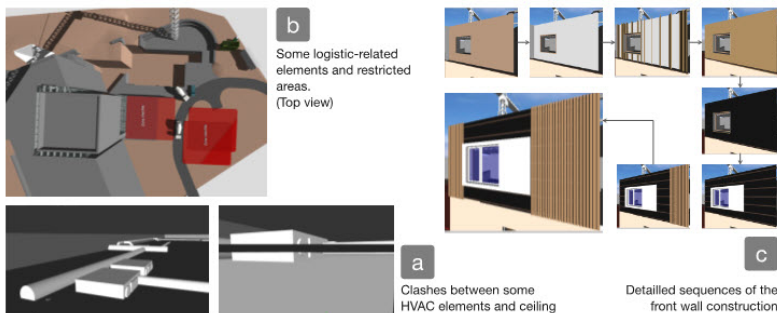 b
Some logistic-related
elements and restricted
areas.
(Top view)
a
Clashes between some
HVAC elements and ceiling
c
Detailled sequences of the
front wall construction